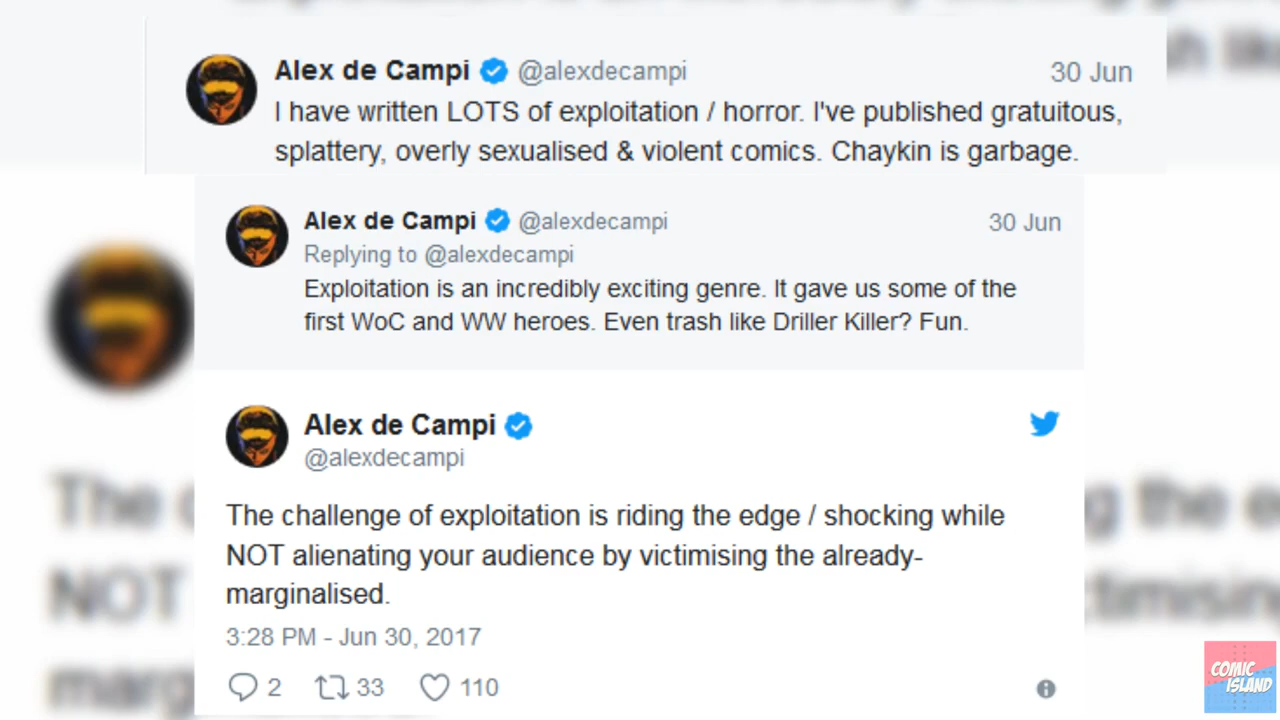 Alex de Campi @alexdecampi 30 Jun
I have written LOTS of exploitation / horror. I've published gratuitous,
splattery, overly sexualised & violent comics. Chaykin is garbage.
Alex de Campi @alexdecampi 30 Jun
Replying to @alexdecampi
Exploitation is an incredibly exciting genre. It gave us some of the
first WoC and WW heroes. Even trash like Driller Killer? Fun.
Alex de Campi
@alexdecampi
The challenge of exploitation is riding the edge / shocking while
NOT alienating your audience by victimising the already-
marginalised.
3:28 PM - Jun 30, 2017
2 33 110
COMIC
ISLAND